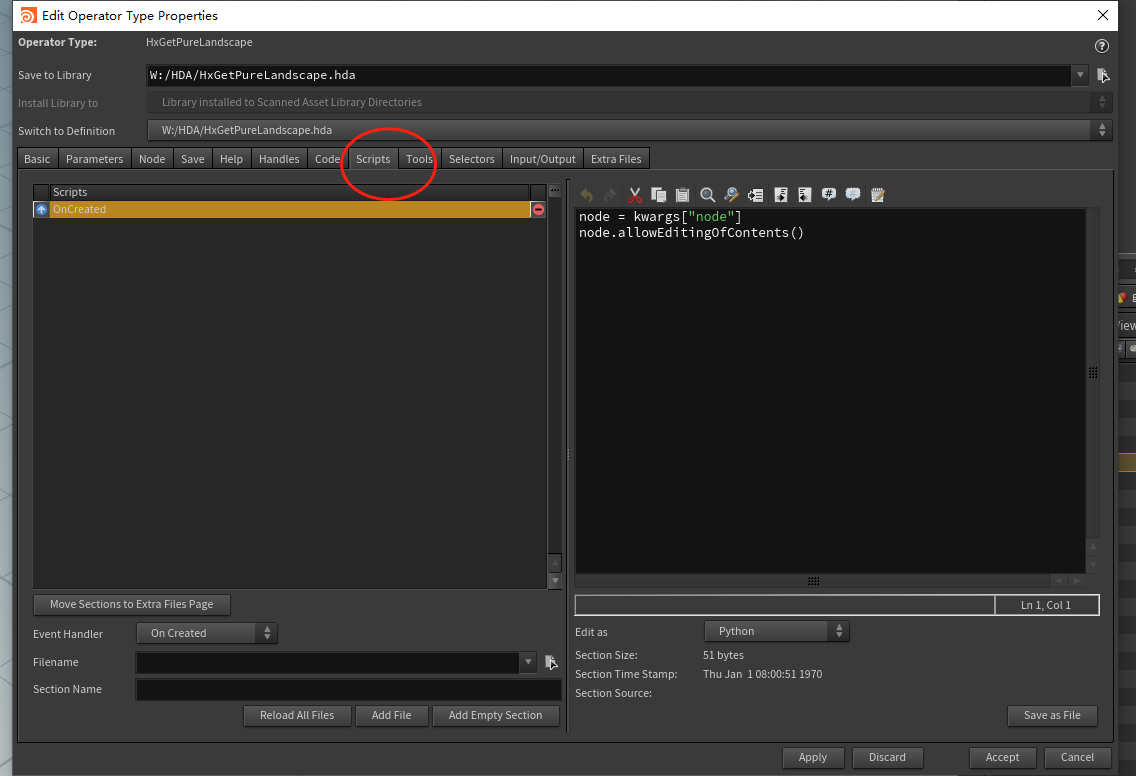 Edit Operator Type Properties
Operator Type: HxGetPureLandscape
Save to Library W:/HDA/HxGetPureLandscape.hda
Install Library to Library installed to Scanned Asset Library Directories
Switch to Definition W:/HDA/HxGetPureLandscape.hda
Basic Parameters Node Save Help Handles Code Scripts Tools Selectors Input/Output Extra Files
Scripts
OnCreated
node = kwargs["node"]
node.allowEditingOfContents()
Move Sections to Extra Files Page
Event Handler On Created
Filename
Section Name
Reload All Files Add File Add Empty Section
Ln 1, Col 1
Edit as Python
Section Size: 51 bytes
Section Time Stamp: Thu Jan 1 08:00:51 1970
Section Source:
Save as File
Apply Discard Accept Cancel